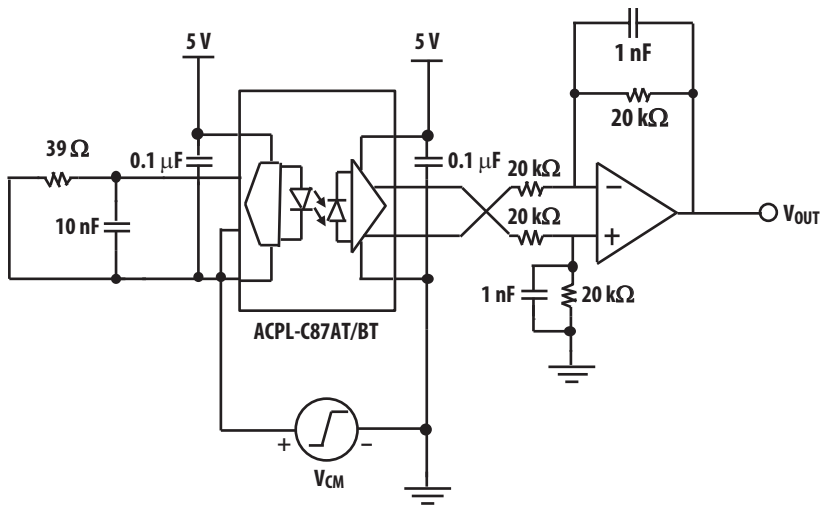 5 V
5 V
1 nF
20 kΩ
39 Ω
0.1 μF
0.1 μF
20 kΩ
20 kΩ
10 nF
−
+
VOUT
1 nF
20 kΩ
ACPL-C87AT/BT
+
−
VCM